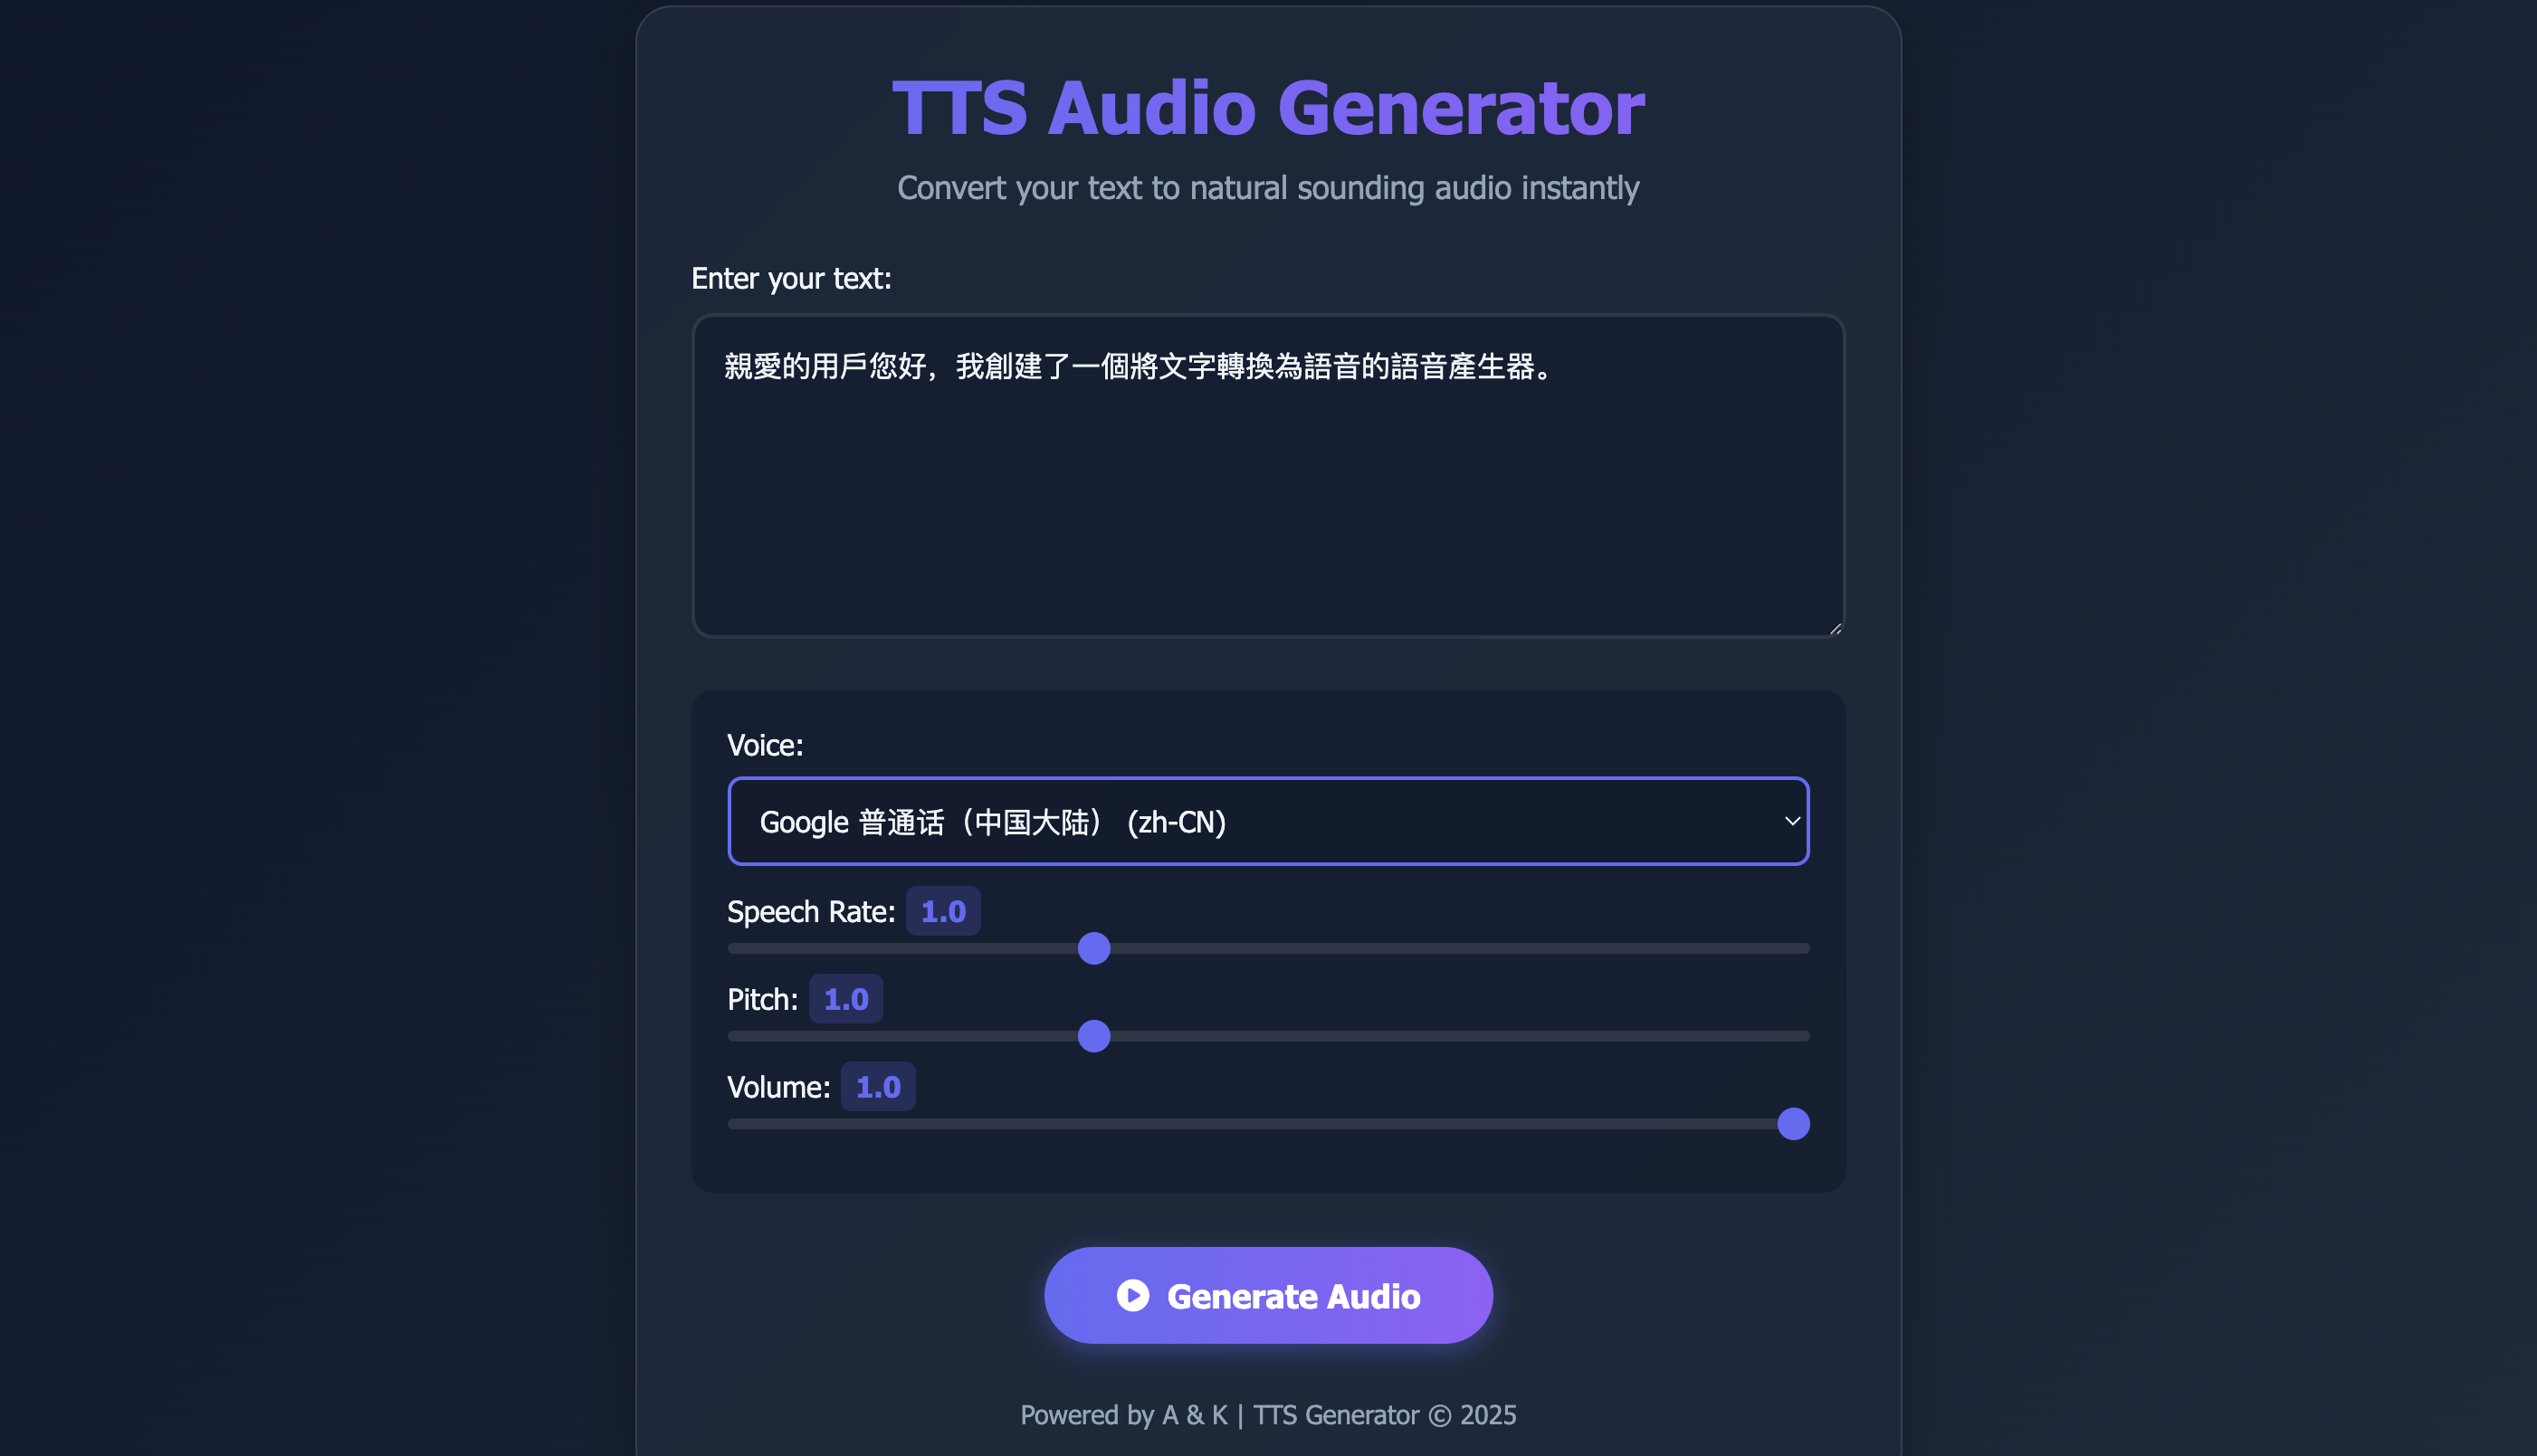 TTS Audio Generator
Convert your text to natural sounding audio instantly
Enter your text:
親愛的用戶您好，我創建了一個將文字轉換為語音的語音產生器。
Voice:
Google 普通话（中国大陆） (zh-CN)
Speech Rate: 1.0
Pitch: 1.0
Volume: 1.0
Generate Audio
Powered by A & K | TTS Generator © 2025